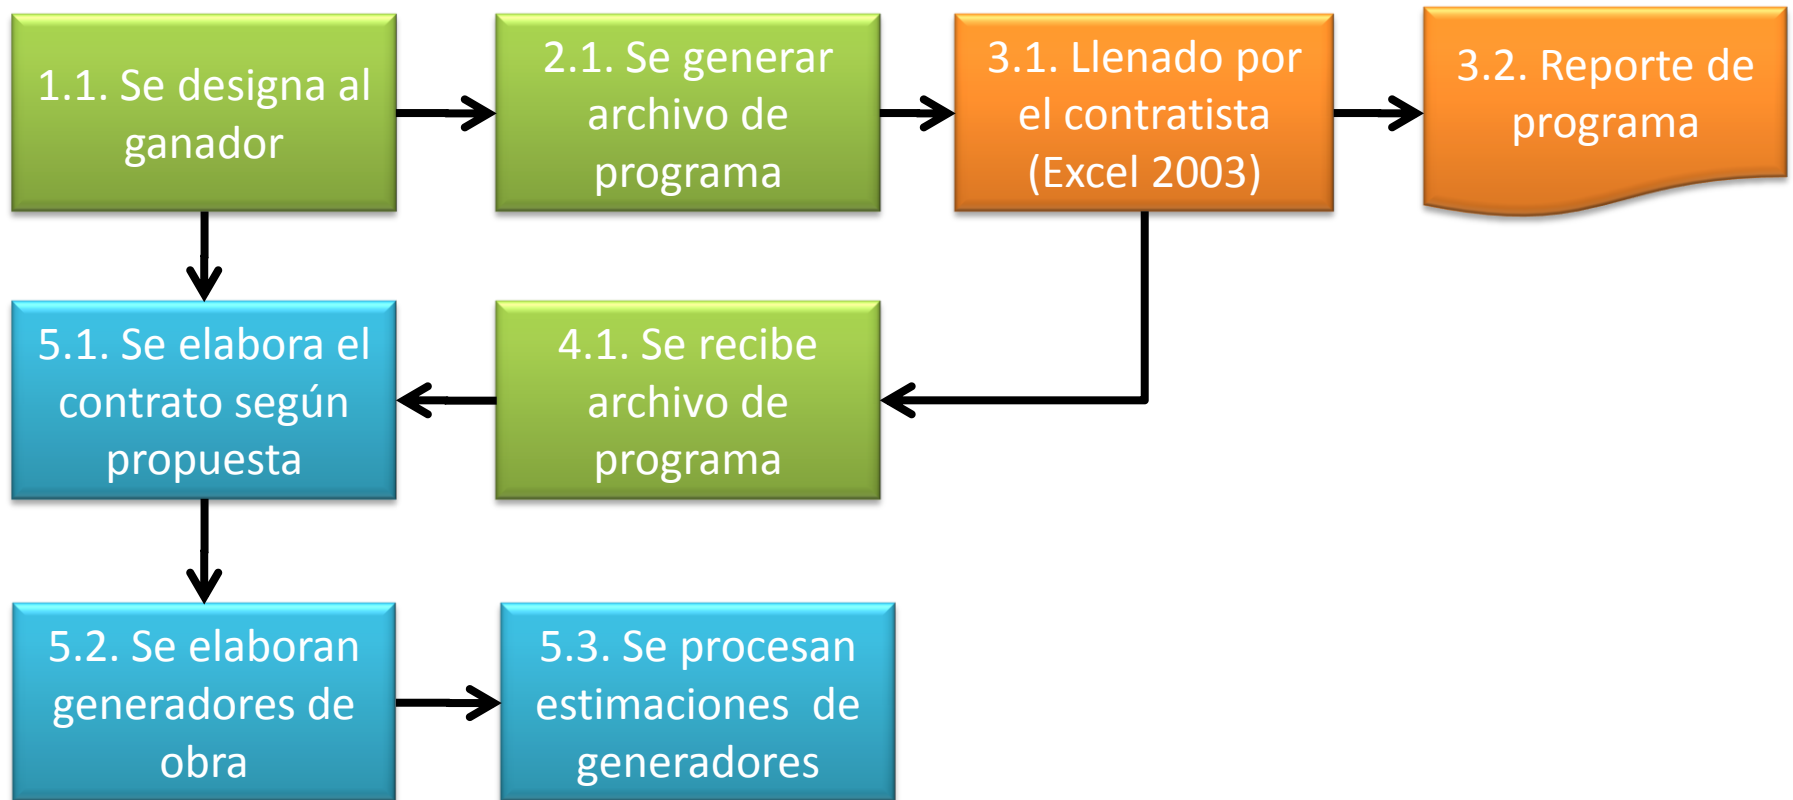 1.1. Se designa al
ganador
2.1. Se generar
archivo de
programa
3.1. Llenado por
el contratista
(Excel 2003)
3.2. Reporte de
programa
5.1. Se elabora el
contrato según
propuesta
4.1. Se recibe
archivo de
programa
5.2. Se elaboran
generadores de
obra
5.3. Se procesan
estimaciones  de
generadores